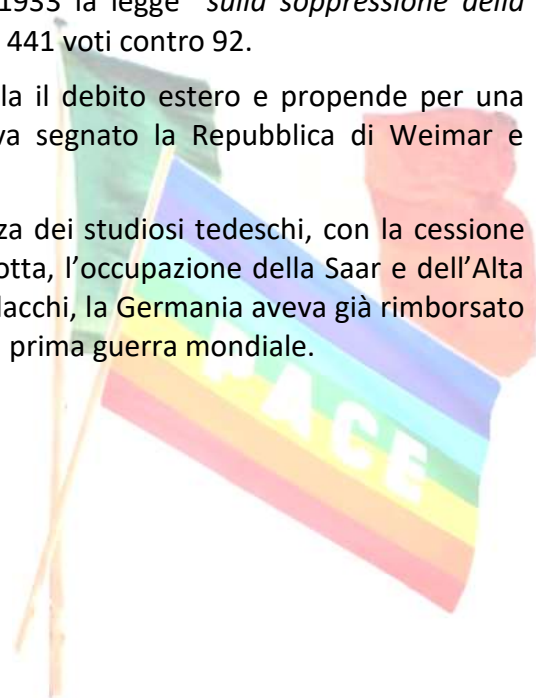 1933 la legge "sulla soppressione della
441 voti contro 92.
la il debito estero e propende per una
va segnato la Repubblica di Weimar e
za dei studiosi tedeschi, con la cessione
otta, l'occupazione della Saar e dell'Alta
lacchi, la Germania aveva già rimborsato
prima guerra mondiale.
PACE